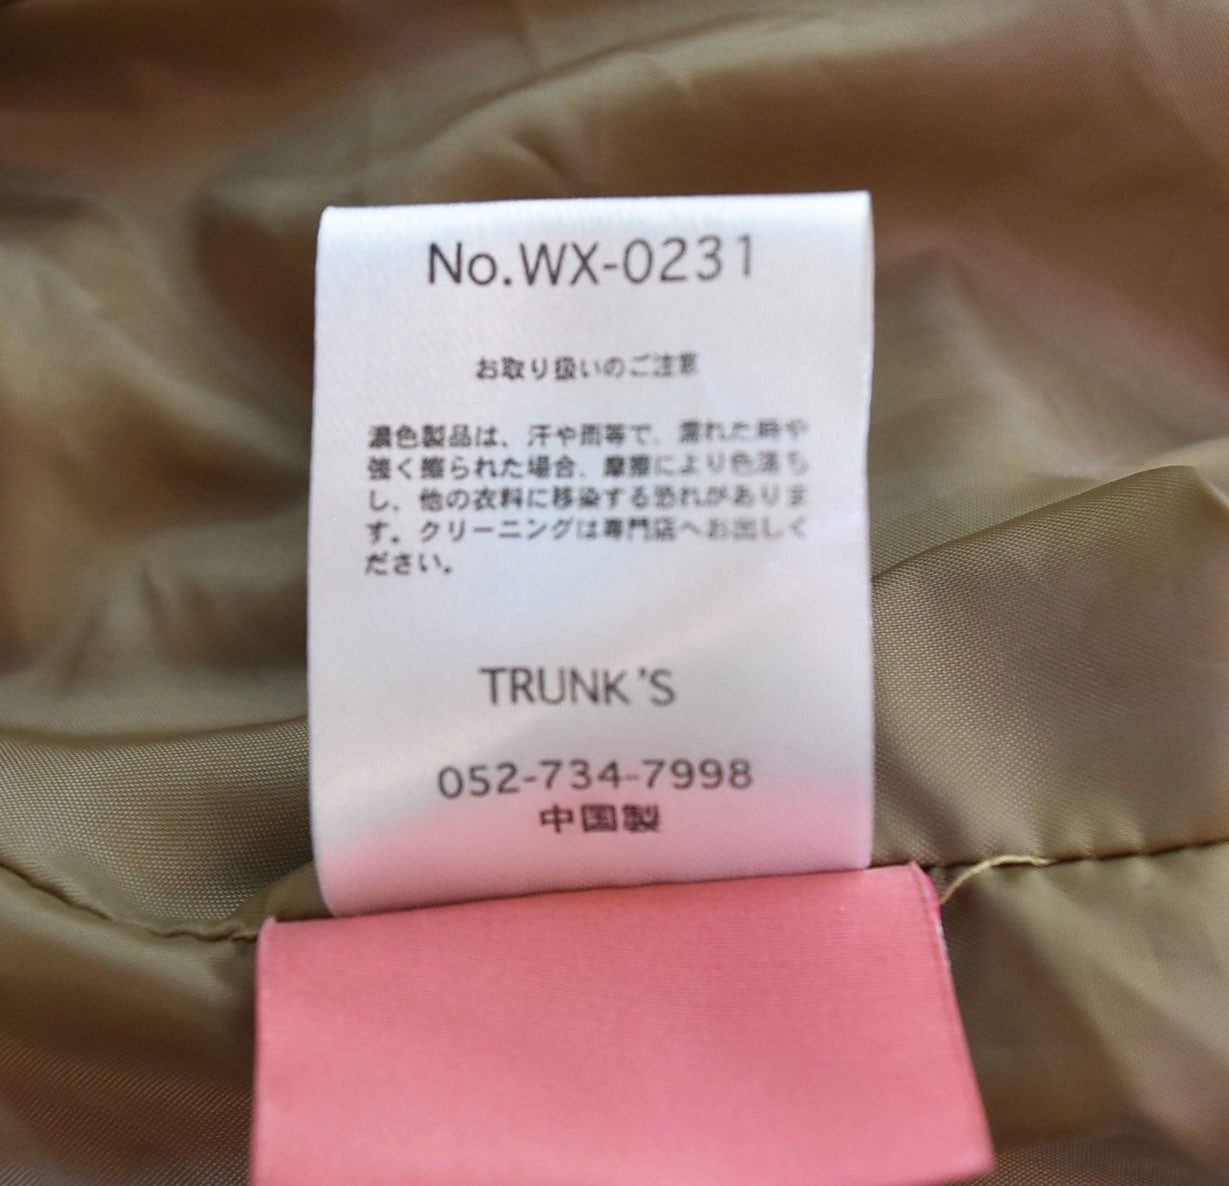 No.WX-0231
お取り扱いのご注意
濃色製品は、汗や雨等で、濡れた時や
強く擦られた場合、摩擦により色落ち
し、他の衣料に移染する恐れがありま
す。クリーニングは専門店へお出しく
ださい。
TRUNK'S
052-734-7998
中国製